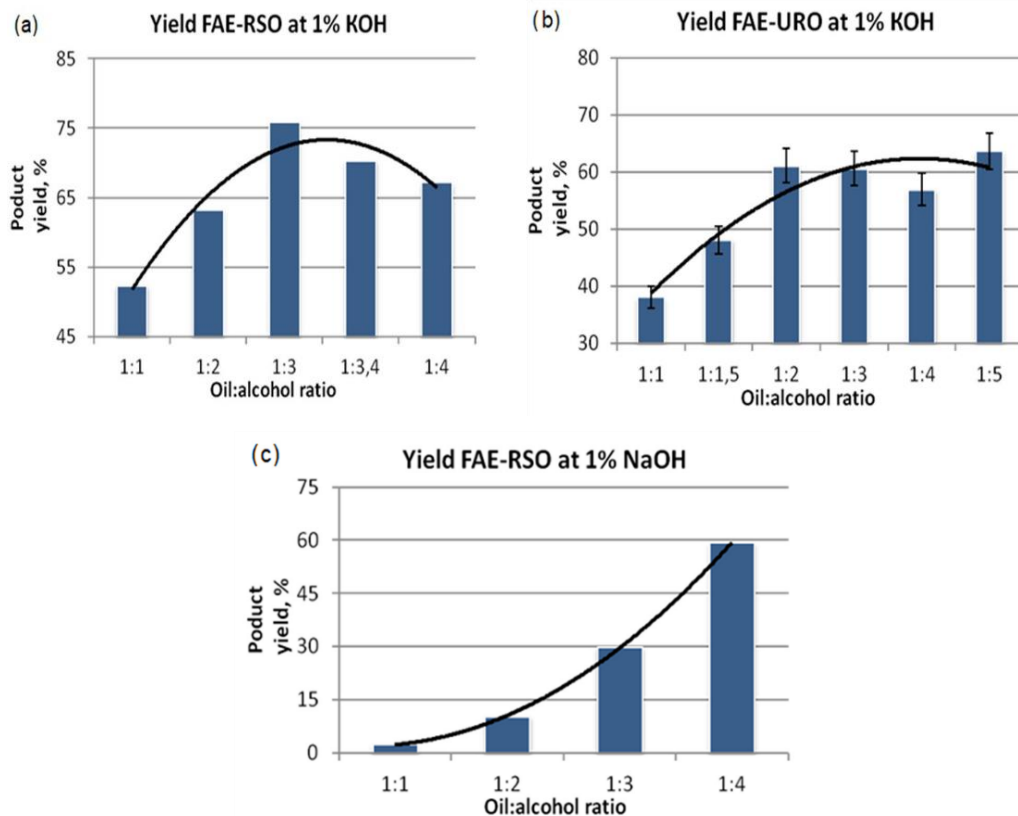 (a)
Yield FAE-RSO at 1% KOH
85
75
65
55
45
Poduct
yield, %
1:1 1:2 1:3 1:3,4 1:4
Oil:alcohol ratio
(b)
Yield FAE-URO at 1% KOH
80
70
60
50
40
30
Poduct
yield, %
1:1 1:1,5 1:2 1:3 1:4 1:5
Oil:alcohol ratio
(c)
Yield FAE-RSO at 1% NaOH
75
60
45
30
15
0
Poduct
yield, %
1:1 1:2 1:3 1:4
Oil:alcohol ratio